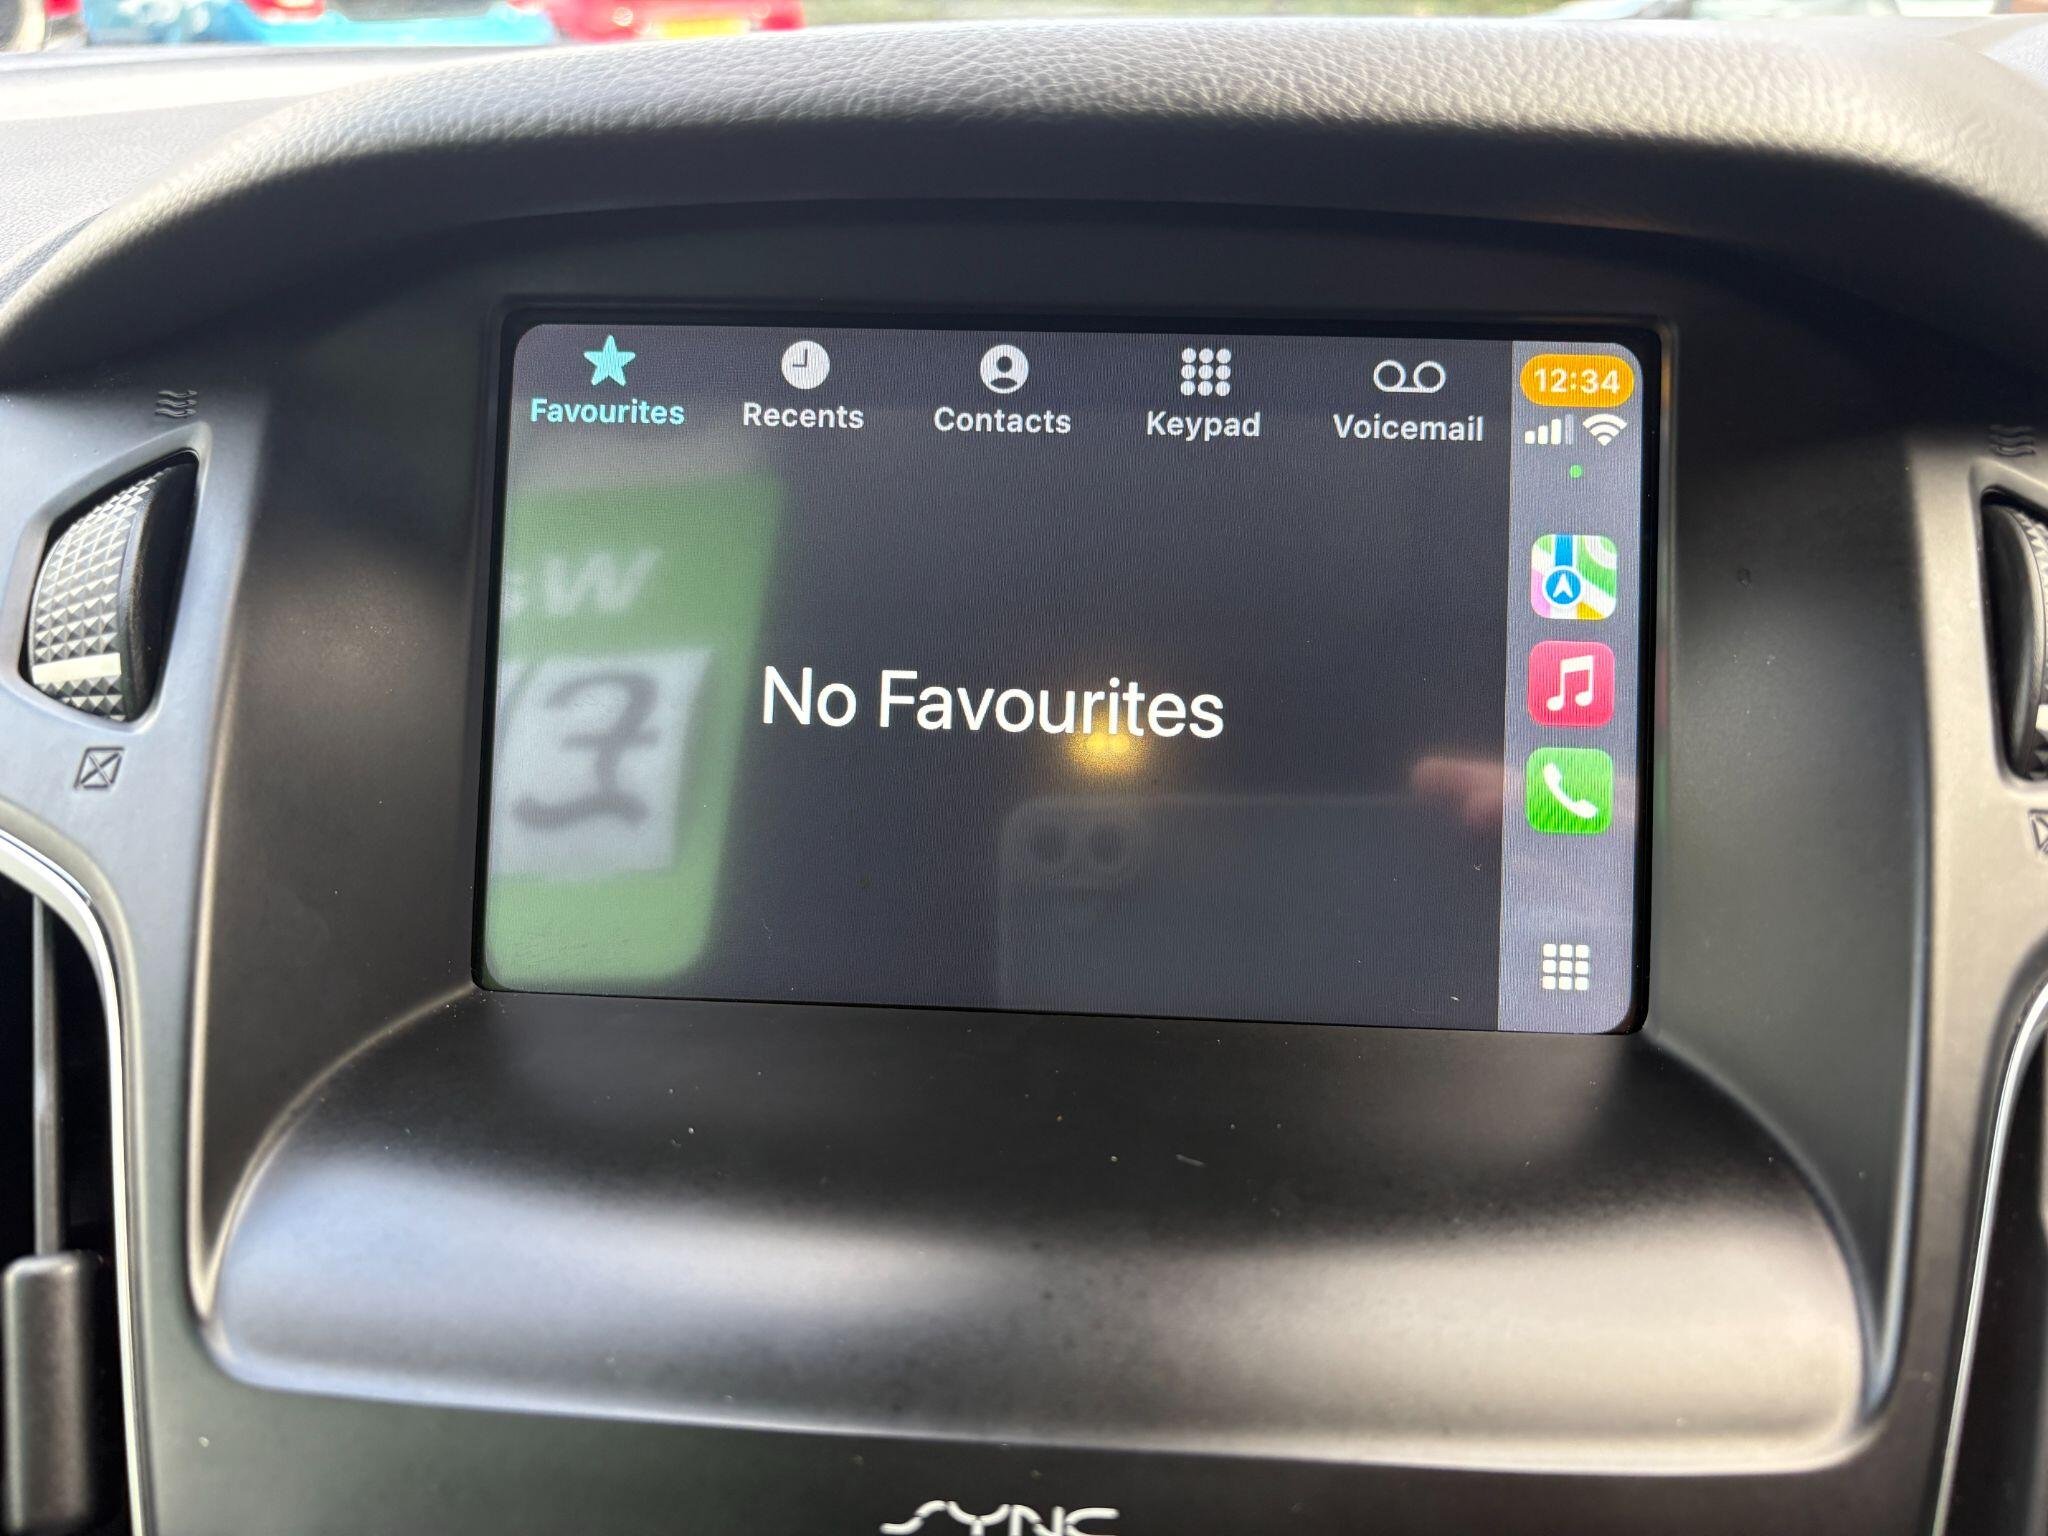 Favourites
Recents
Contacts
Keypad
Voicemail
12:34
No Favourites
SYNC